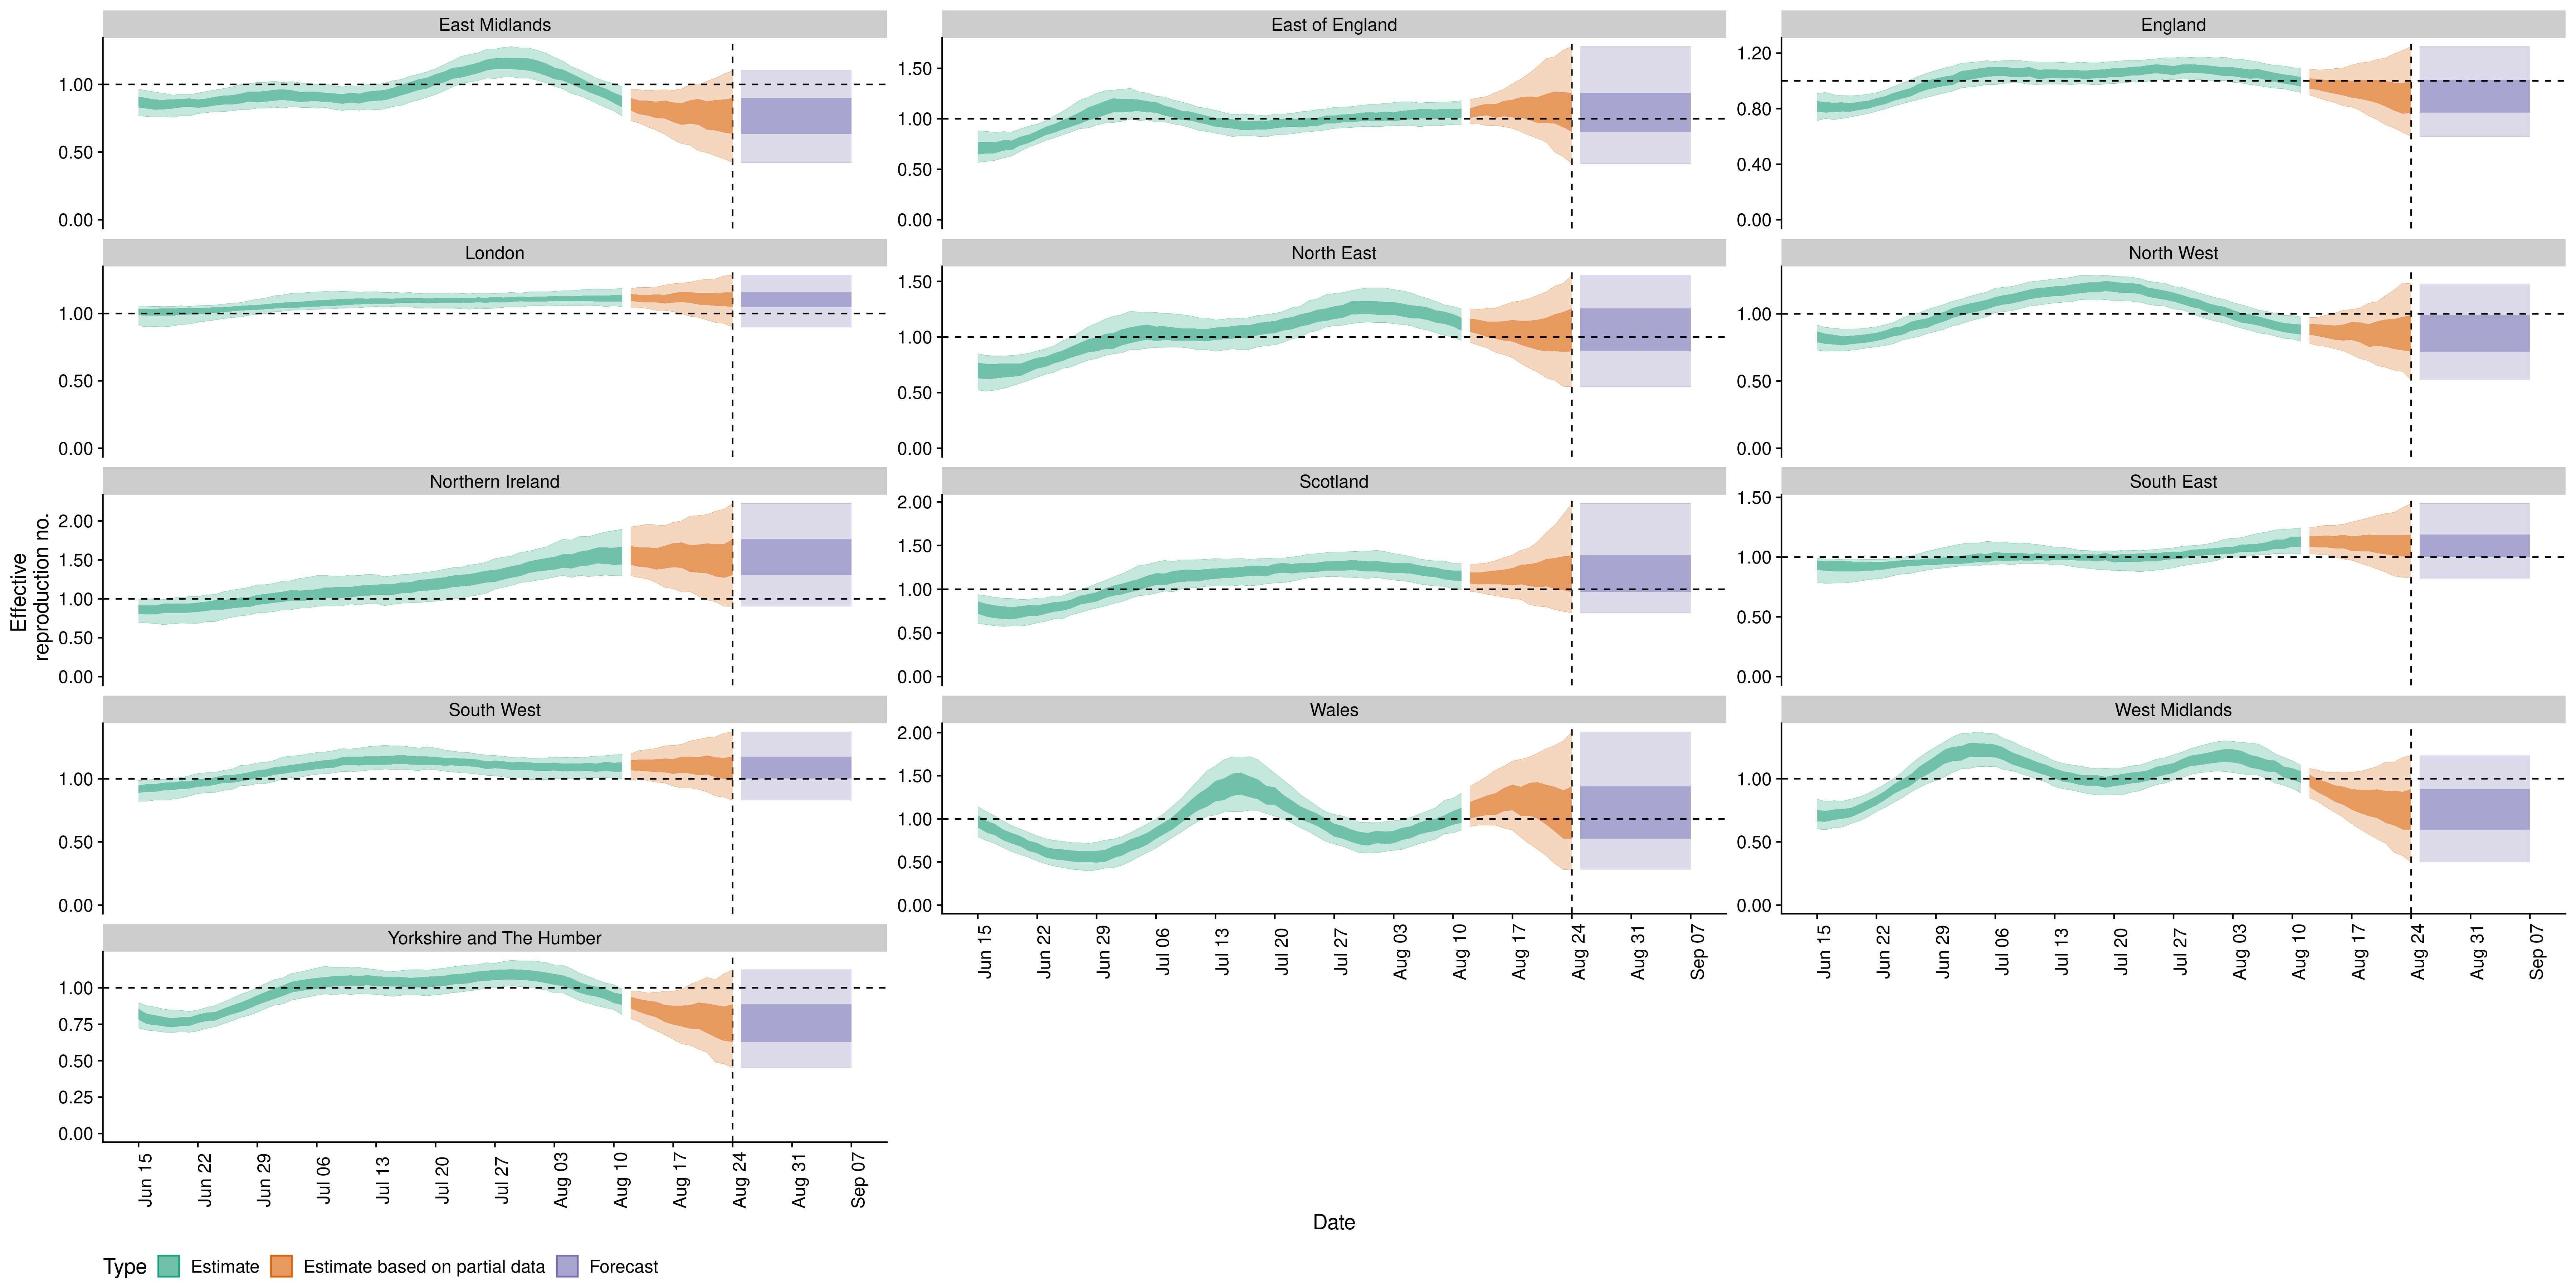 East Midlands
East of England
England
1.00
0.50
0.00
1.50
1.00
0.50
0.00
1.20
0.80
0.40
0.00
London
North East
North West
1.00
0.50
0.00
1.50
1.00
0.50
0.00
1.00
0.50
0.00
Northern Ireland
Scotland
South East
2.00
1.50
1.00
0.50
0.00
2.00
1.50
1.00
0.50
0.00
1.50
1.00
0.50
0.00
Effective
reproduction no.
South West
Wales
West Midlands
1.00
0.50
0.00
2.00
1.50
1.00
0.50
0.00
1.00
0.50
0.00
Jun 15
Jun 22
Jun 29
Jul 06
Jul 13
Jul 20
Jul 27
Aug 03
Aug 10
Aug 17
Aug 24
Aug 31
Sep 07
Jun 15
Jun 22
Jun 29
Jul 06
Jul 13
Jul 20
Jul 27
Aug 03
Aug 10
Aug 17
Aug 24
Aug 31
Sep 07
Yorkshire and The Humber
1.00
0.75
0.50
0.25
0.00
Jun 15
Jun 22
Jun 29
Jul 06
Jul 13
Jul 20
Jul 27
Aug 03
Aug 10
Aug 17
Aug 24
Aug 31
Sep 07
Date
Type Estimate Estimate based on partial data Forecast